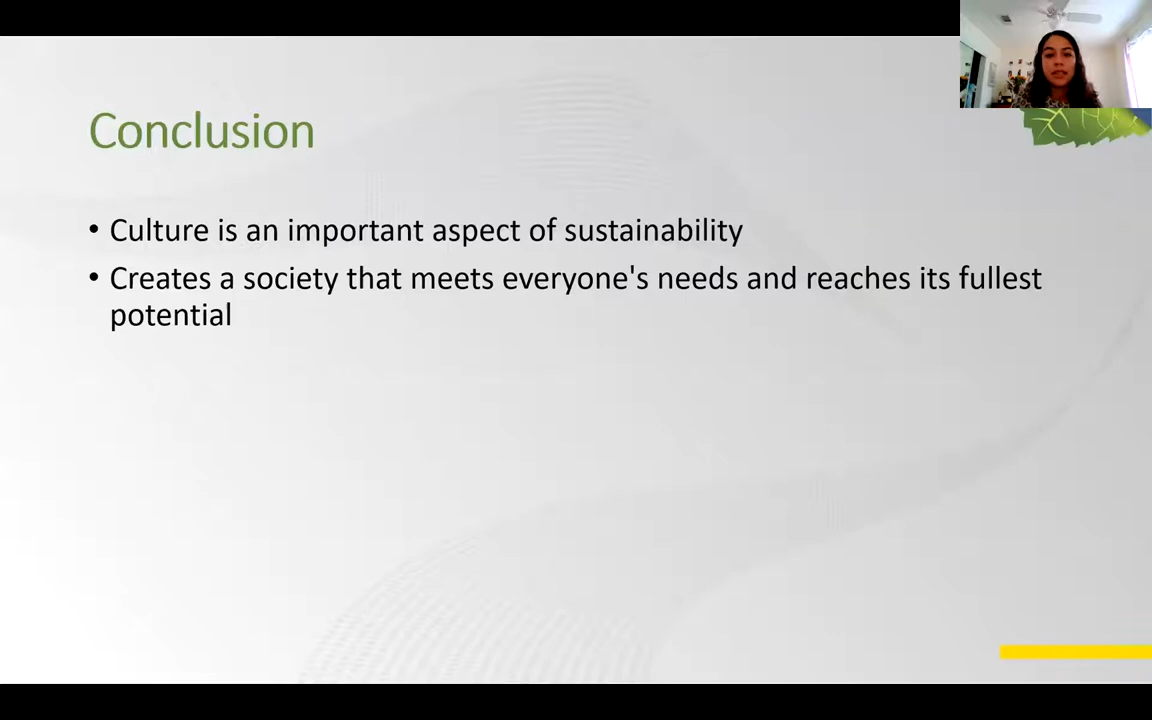 Conclusion
• Culture is an important aspect of sustainability
• Creates a society that meets everyone's needs and reaches its fullest
potential